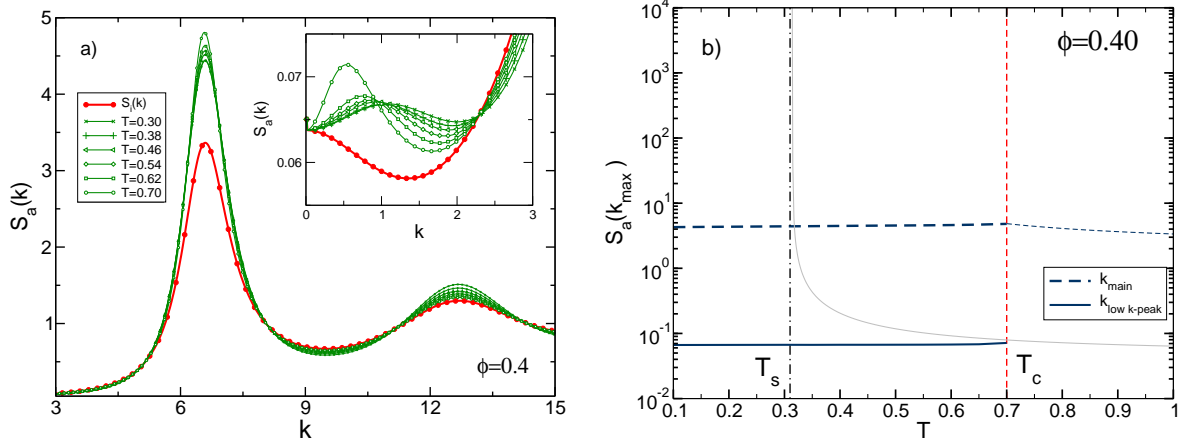 a)
S_a(k)
5
4
3
2
1
3
6
9
12
15
k
S_i(k)
T=0.30
T=0.38
T=0.46
T=0.54
T=0.62
T=0.70
ϕ=0.4
S_a(k)
0.07
0.06
0
1
2
3
k
b)
ϕ=0.40
S_a(k_max)
10^4
10^3
10^2
10^1
10^0
10^-1
10^-2
k_main
k_low k-peak
T_s
T_c
0.1 0.2 0.3 0.4 0.5 0.6 0.7 0.8 0.9 1
T